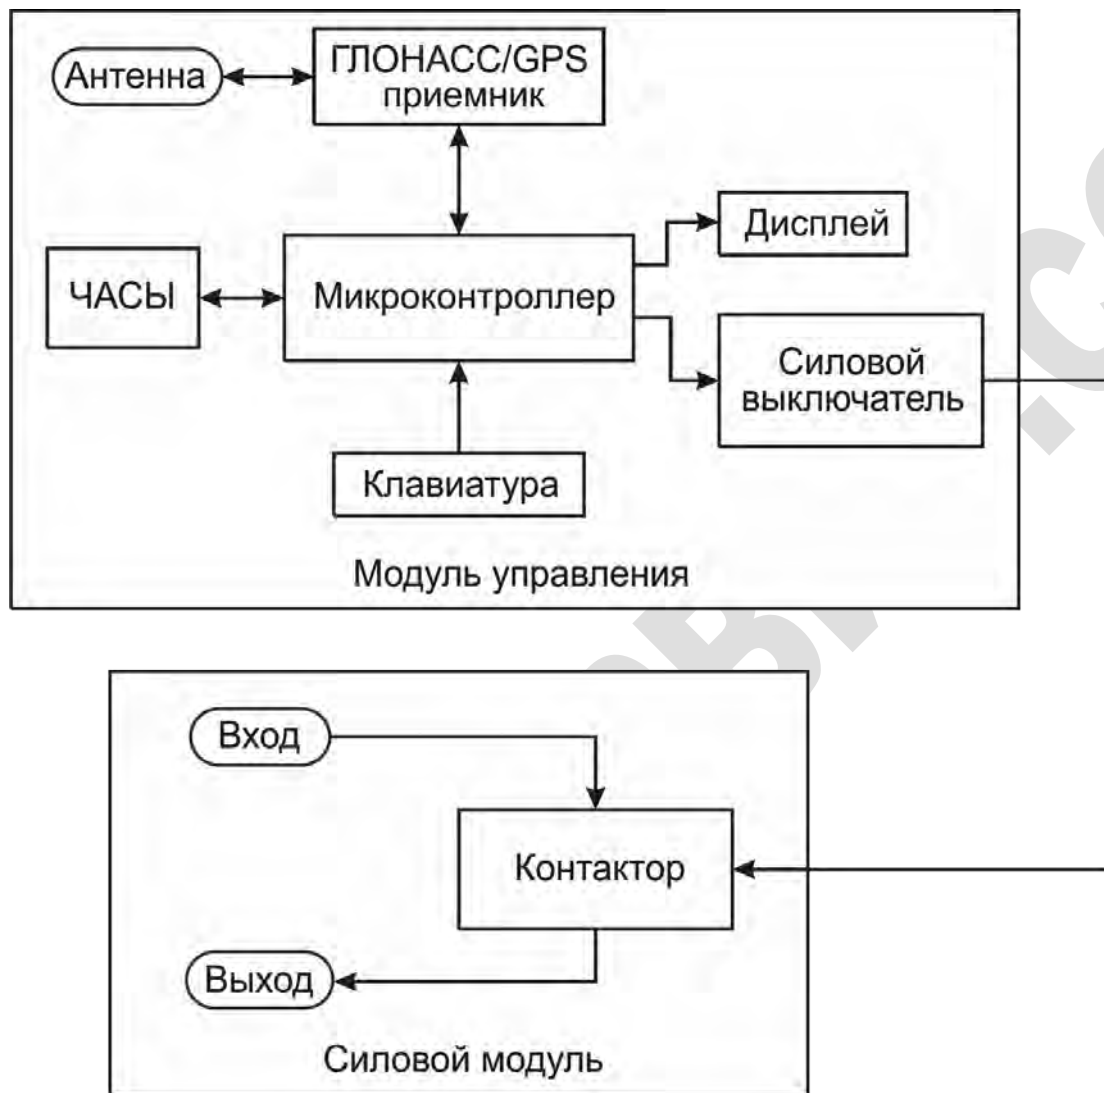 Антенна
ГЛОНАСС/GPS
приемник
Дисплей
ЧАСЫ
Микроконтроллер
Силовой
выключатель
Клавиатура
Модуль управления
Вход
Контактор
Выход
Силовой модуль